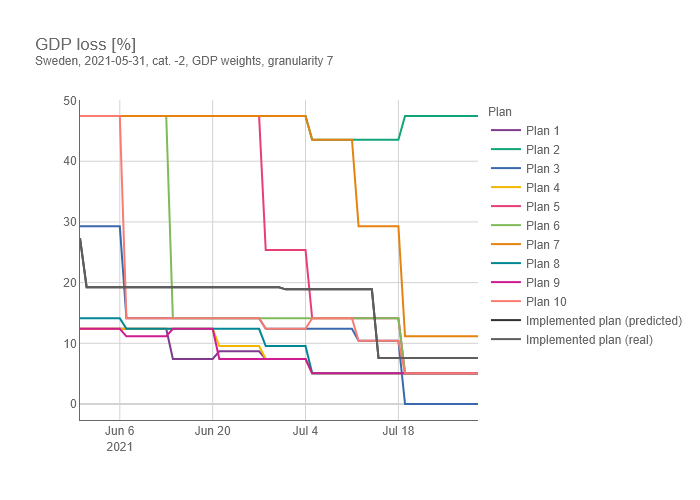 GDP loss [%]
Sweden, 2021-05-31, cat. -2, GDP weights, granularity 7
50
40
30
20
10
0
Jun 6
2021
Jun 20
Jul 4
Jul 18
Plan
Plan 1
Plan 2
Plan 3
Plan 4
Plan 5
Plan 6
Plan 7
Plan 8
Plan 9
Plan 10
Implemented plan (predicted)
Implemented plan (real)